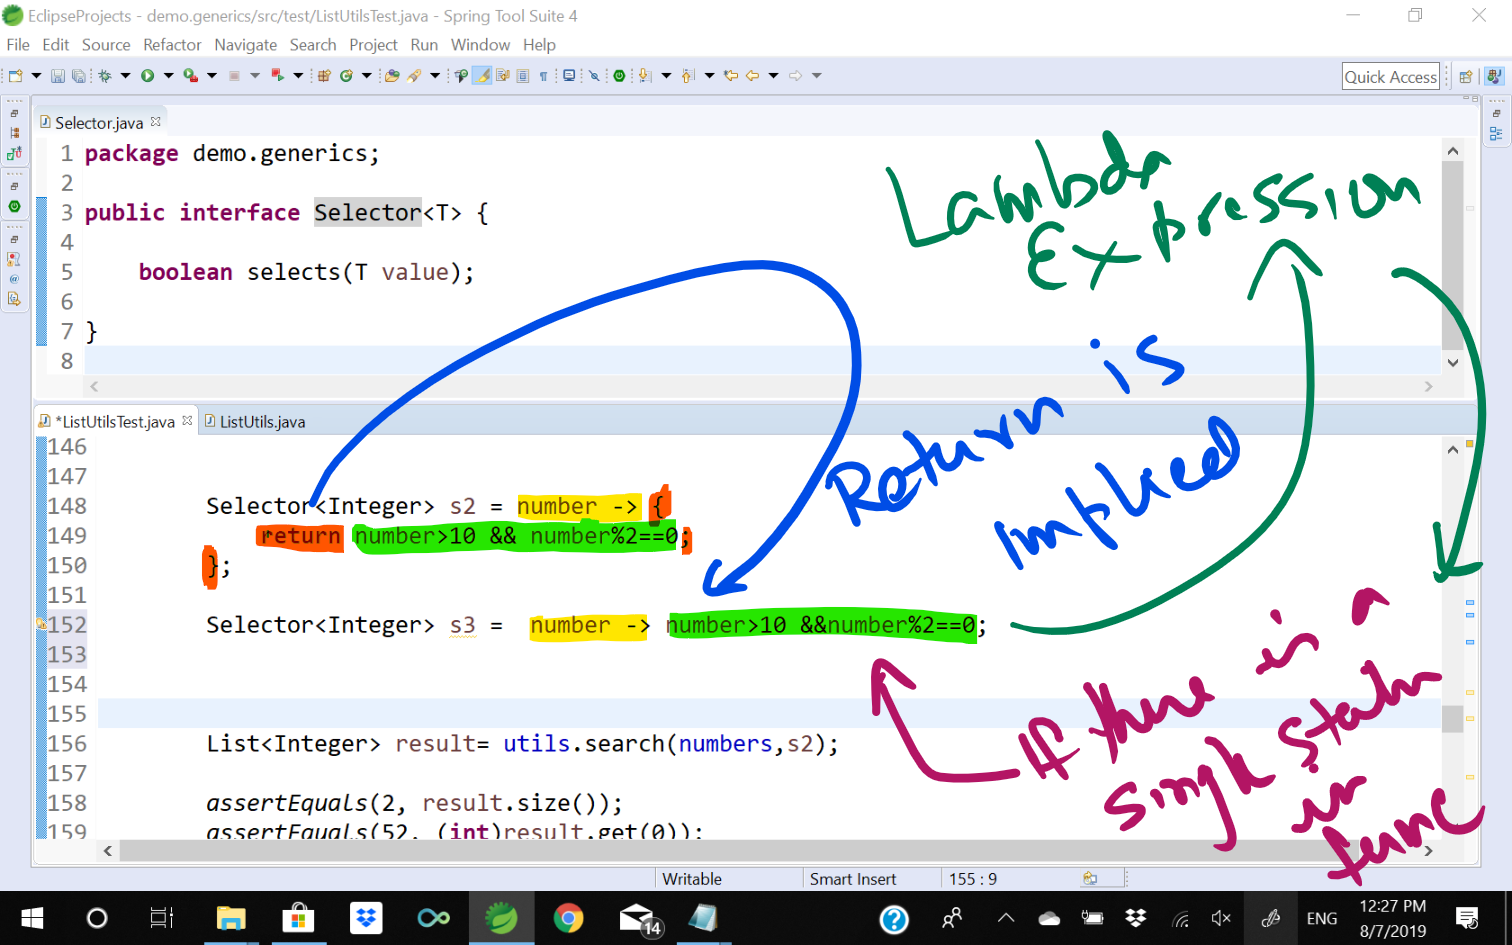 EclipseProjects - demo.generics/src/test/ListUtilsTest.java - Spring Tool Suite 4
File Edit Source Refactor Navigate Search Project Run Window Help
Quick Access
Selector.java
1 package demo.generics;
2
3 public interface Selector<T> {
4
5 boolean selects(T value);
6
7 }
8
Lambda
Expression
*ListUtilsTest.java ListUtils.java
146
147
148 Selector<Integer> s2 = number -> {
149 return number>10 && number%2==0;
150 };
151
152 Selector<Integer> s3 = number -> number>10 &&number%2==0;
153
154
155
156 List<Integer> result= utils.search(numbers,s2);
157
158 assertEquals(2, result.size());
159 assertEquals(52, (int)result.get(0));
Return is
implied
If there is a
single
in
func
Writable Smart Insert 155 : 9
14
ENG
12:27 PM
8/7/2019